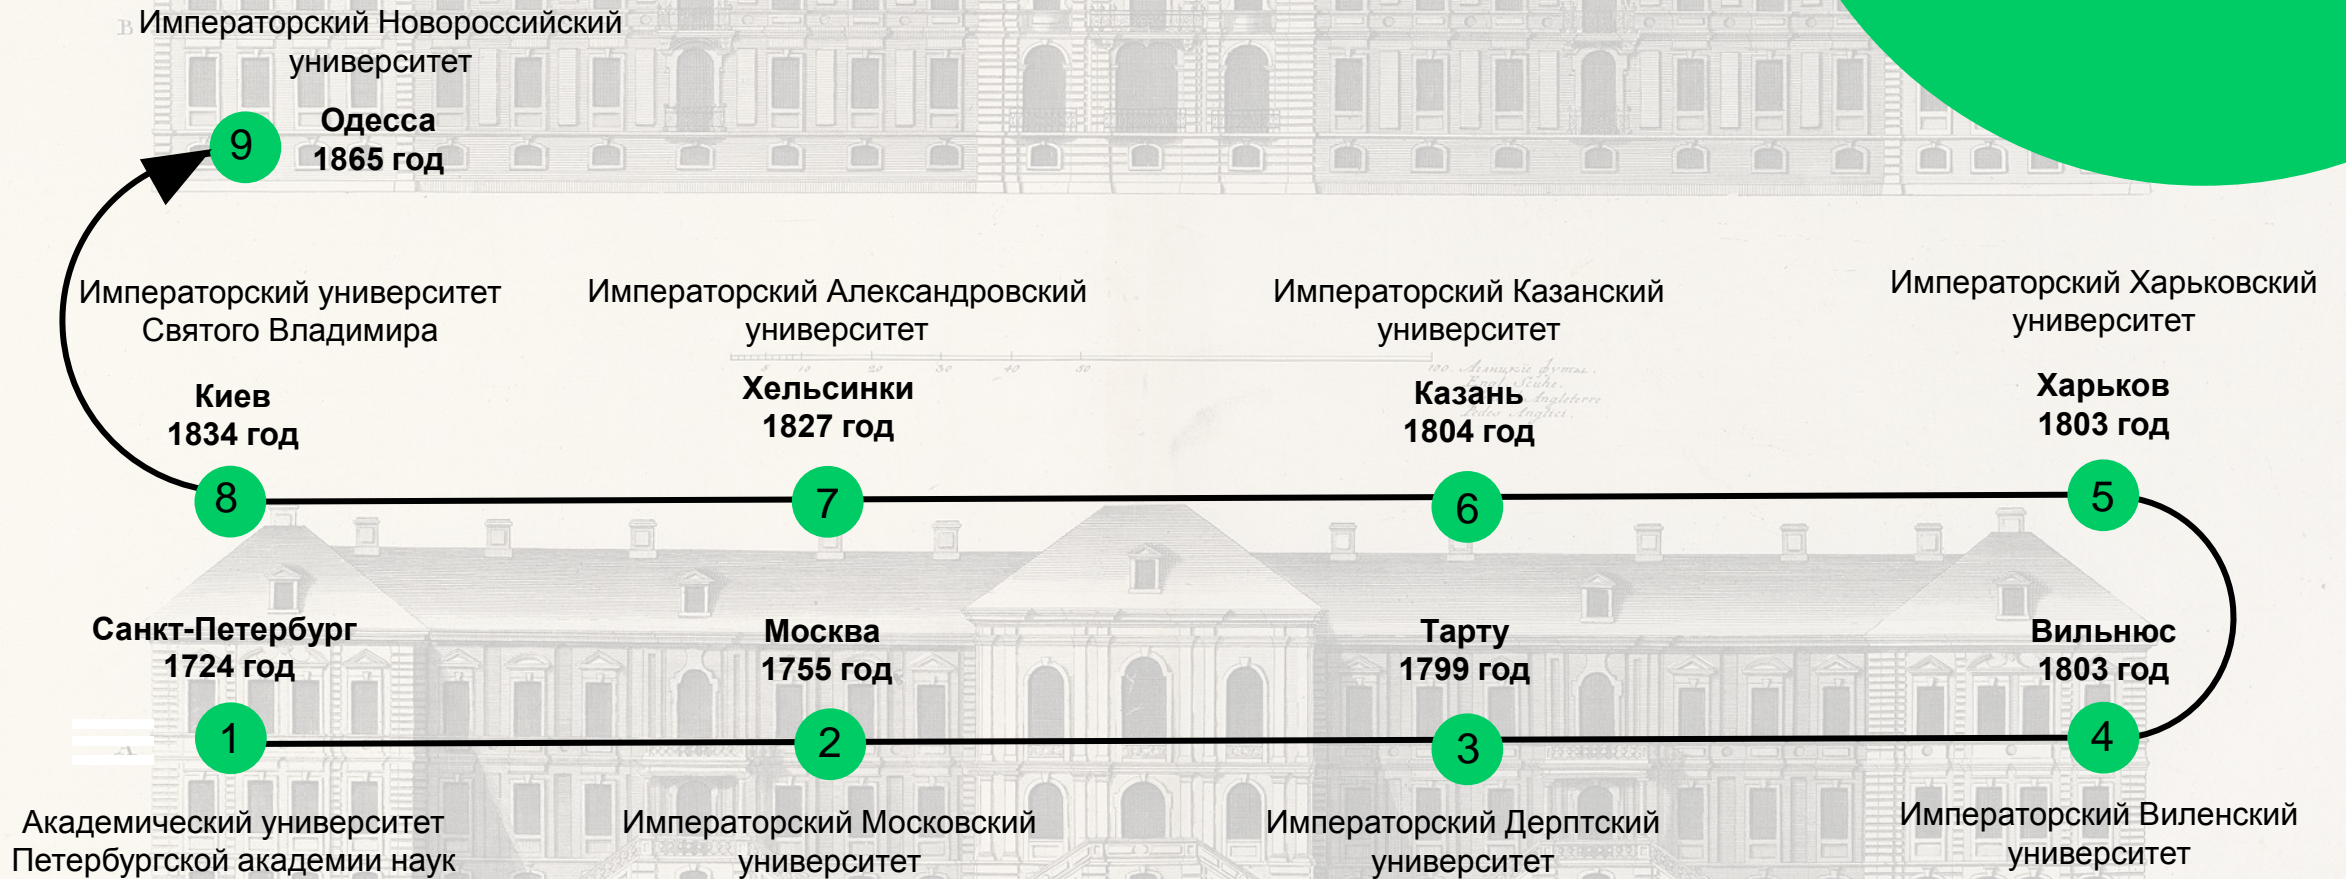 В
Императорский Новороссийский
университет
9
Одесса
1865 год
Императорский университет
Святого Владимира
Киев
1834 год
8
Императорский Александровский
университет
Хельсинки
1827 год
7
Императорский Казанский
университет
Казань
1804 год
6
Императорский Харьковский
университет
Харьков
1803 год
5
Санкт-Петербург
1724 год
1
Академический университет
Петербургской академии наук
Москва
1755 год
2
Императорский Московский
университет
Тарту
1799 год
3
Императорский Дерптский
университет
Вильнюс
1803 год
4
Императорский Виленский
университет